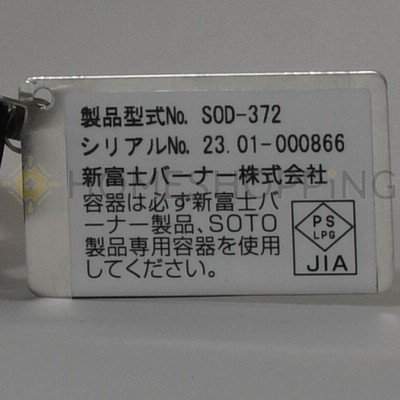 製品型式No. SOD-372
シリアルNo. 23.01-000866
新富士バーナー株式会社
容器は必ず新富士バ
ーナー製品、SOTO
製品専用容器を使用
してください。
PS
LPG
JIA
HOMESHOPPiNG